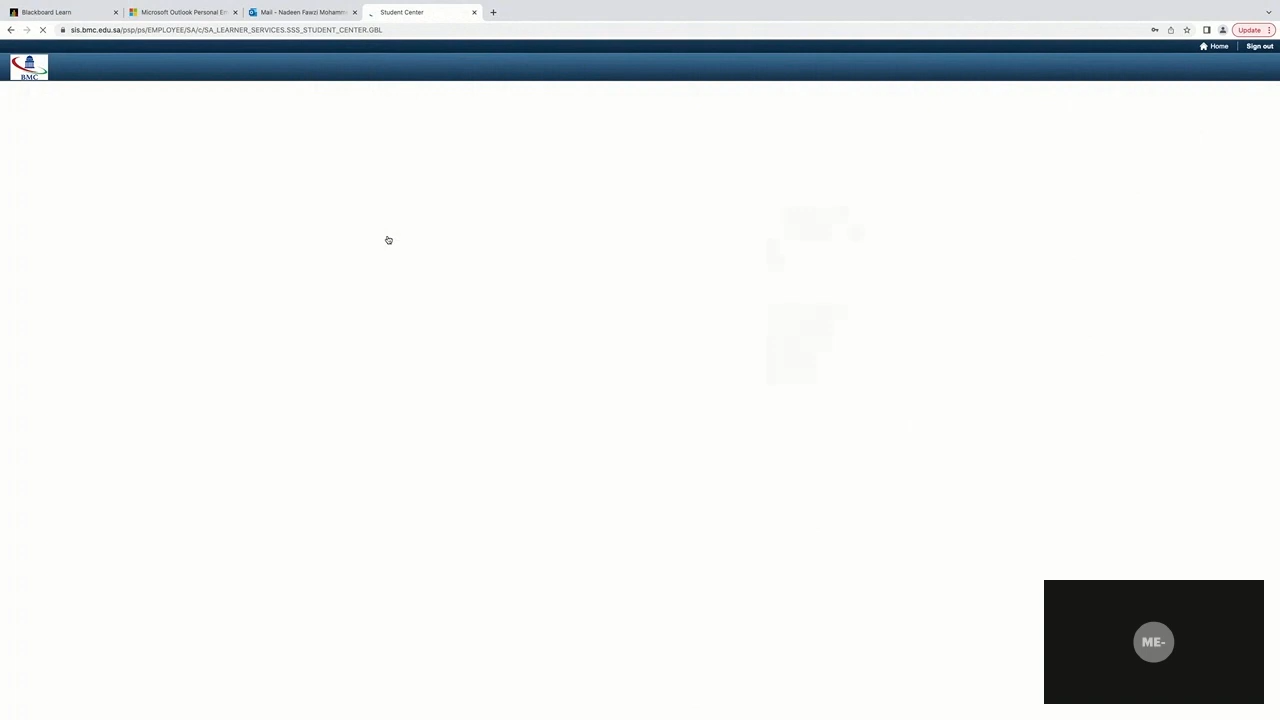 Blackboard Learn
Microsoft Outlook Personal Em
Mail - Nadeen Fawzi Mohamm
Student Center
sis.bmc.edu.sa/psp/ps/EMPLOYEE/SA/c/SA_LEARNER_SERVICES.SSS_STUDENT_CENTER.GBL
Update
Home
Sign out
BMC
ME-